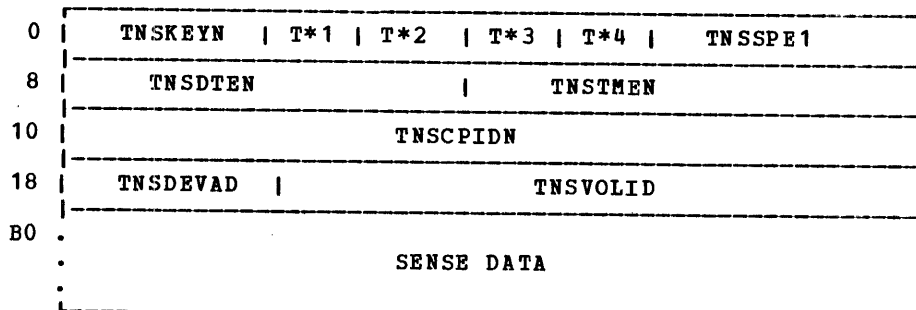 0 | TNSKEYN | T*1 | T*2 | T*3 | T*4 | TNSSPE1
8 | TNSDTEN | TNSTMEN
10 | TNSCPIDN
18 | TNSDEVAD | TNSVOLID
B0
SENSE DATA